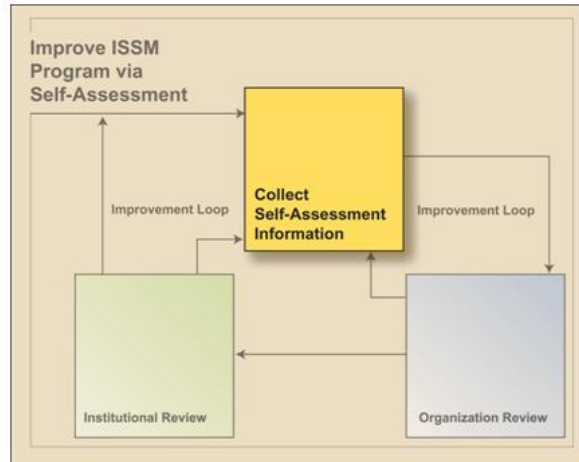 Improve ISSM
Program via
Self-Assessment
Collect
Self-Assessment
Information
Improvement Loop
Improvement Loop
Institutional Review
Organization Review